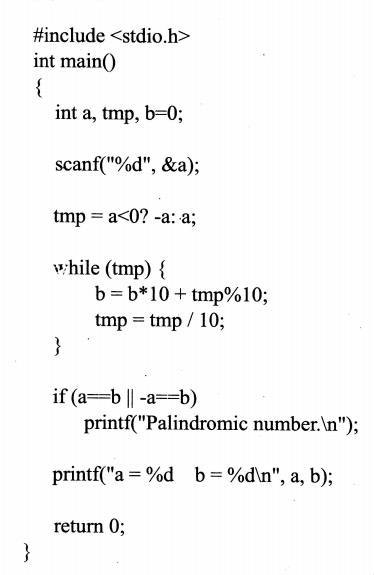 #include <stdio.h>
int main()
{
int a, tmp, b=0;
scanf("%d", &a);
tmp = a<0? -a: a;
while (tmp) {
b = b*10 + tmp%10;
tmp = tmp / 10;
}
if (a==b || -a==b)
printf("Palindromic number.\n");
printf("a = %d    b = %d\n", a, b);
return 0;
}